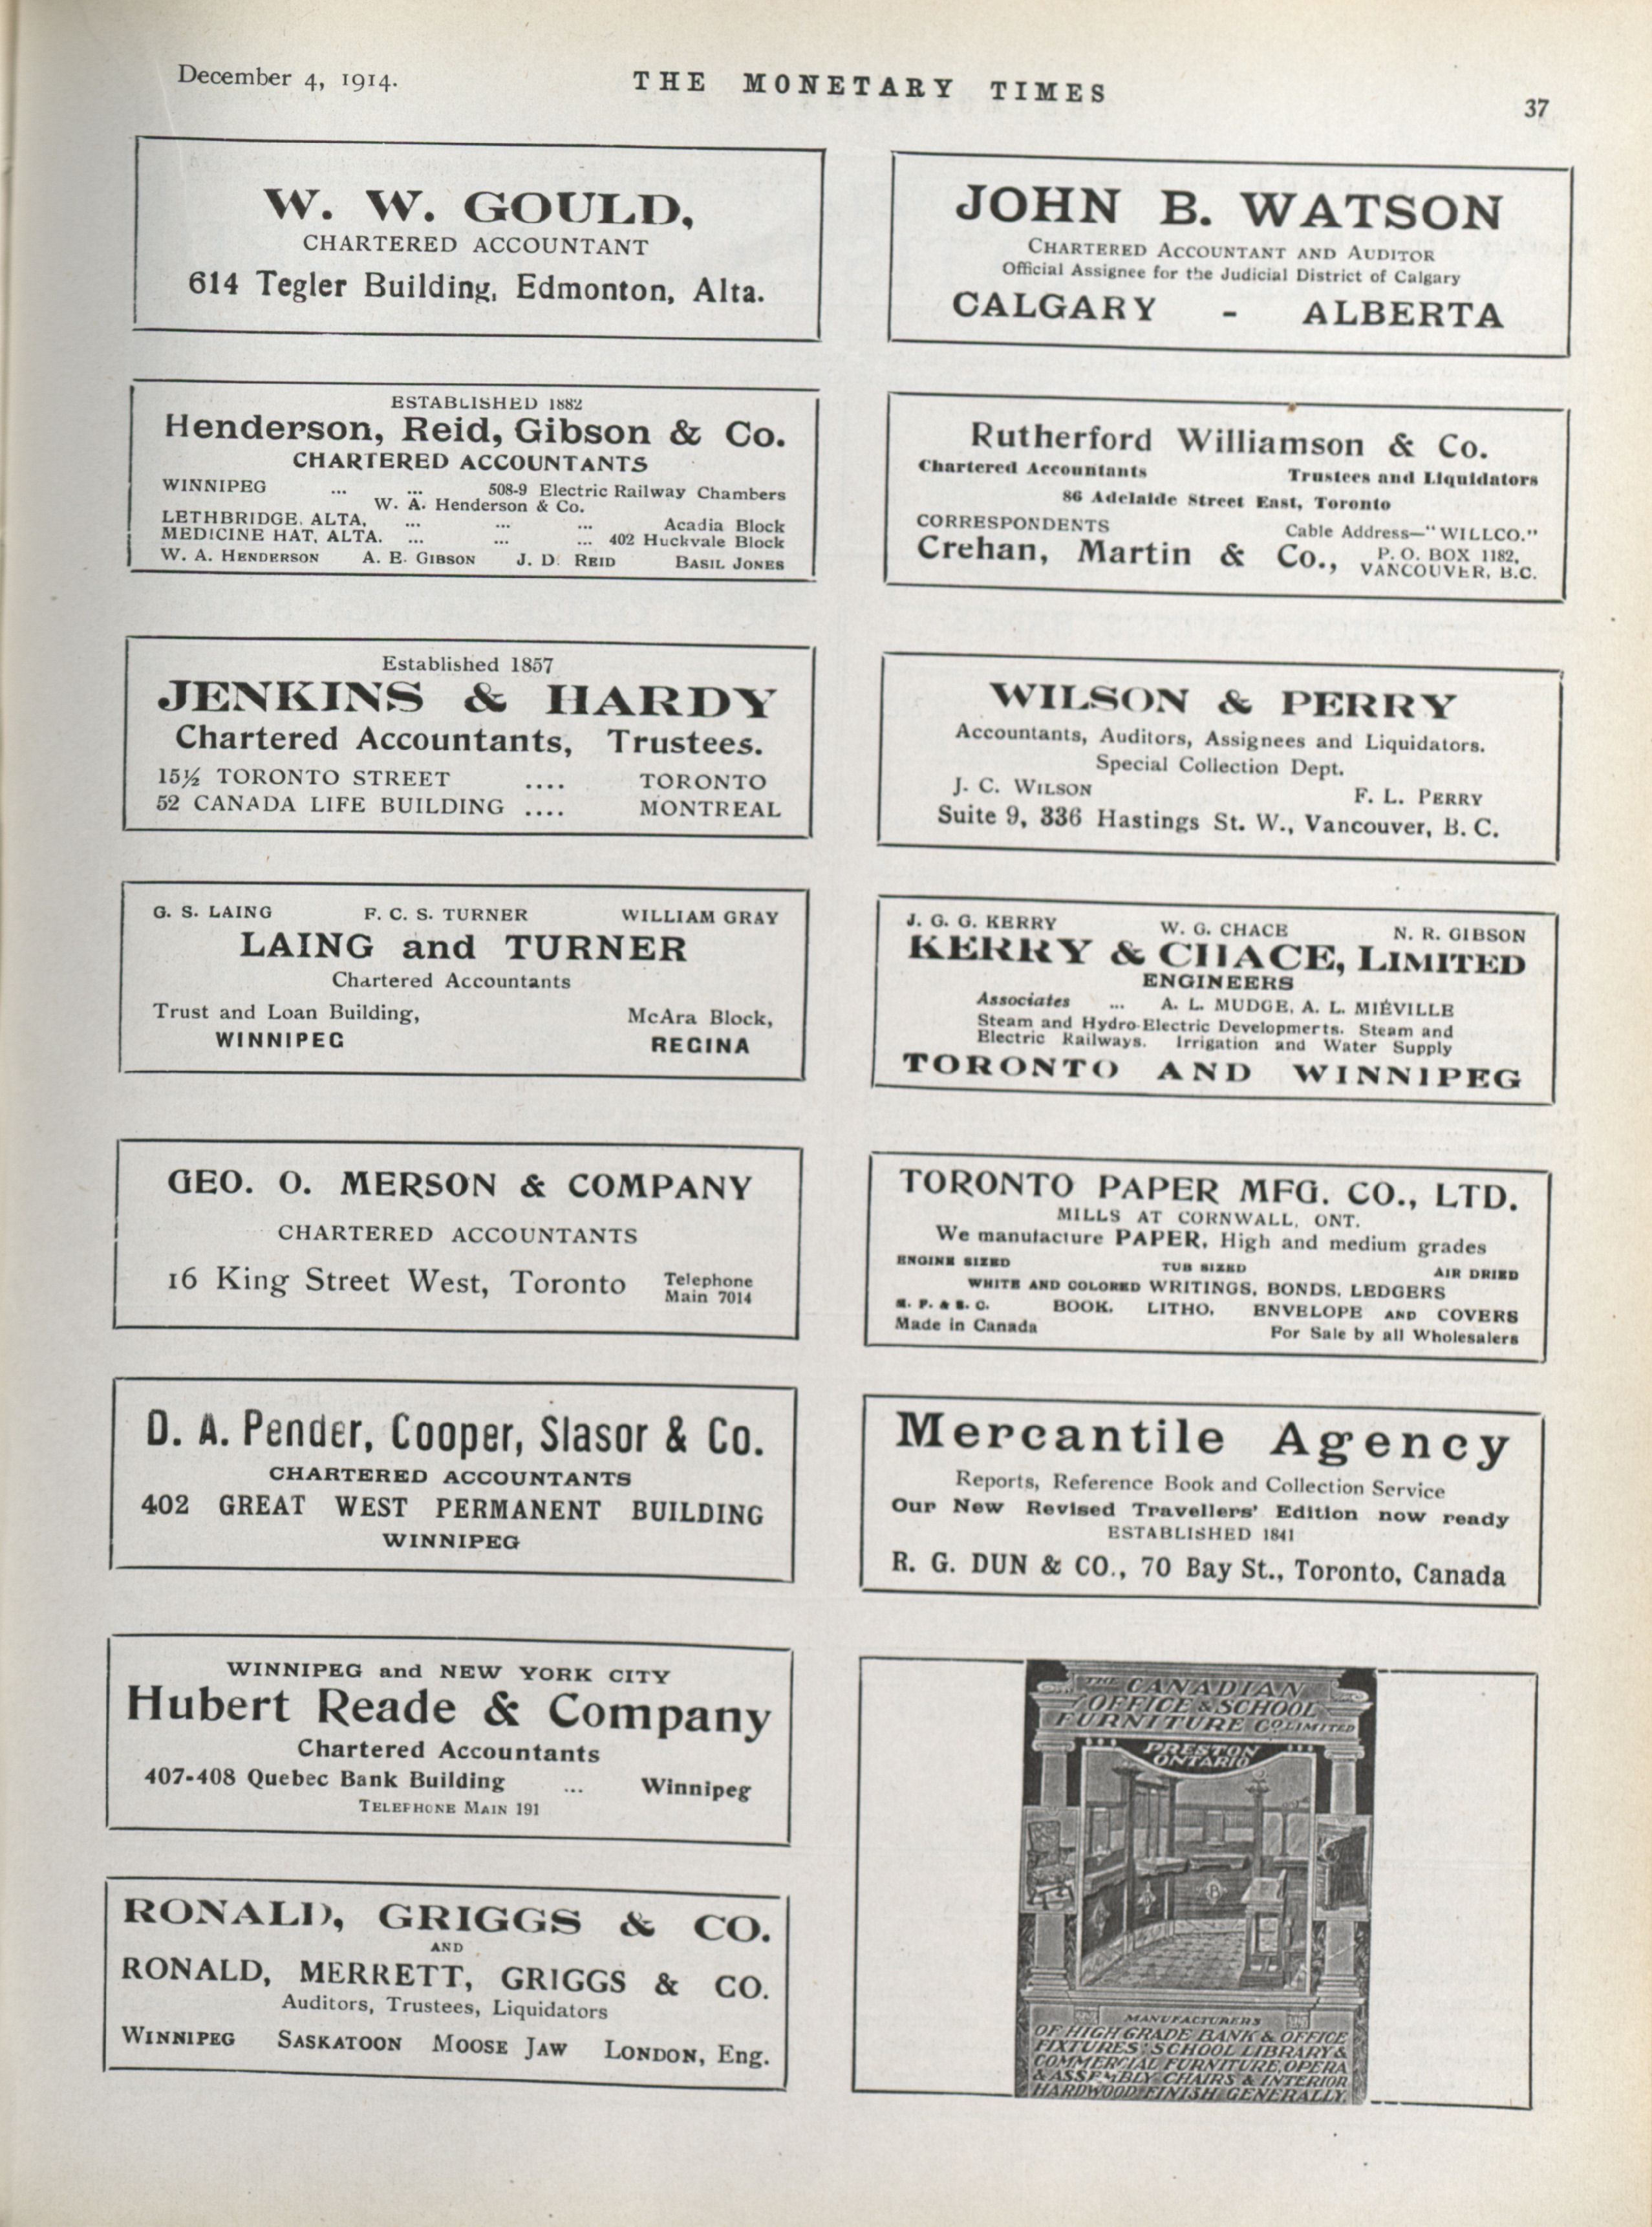 December 4, 1914.
THE MONETARY TIMES
37
W. W. GOULD,
CHARTERED ACCOUNTANT
614 Tegler Building, Edmonton, Alta.
ESTABLISHED 1882
Henderson, Reid, Gibson & Co.
CHARTERED ACCOUNTANTS
WINNIPEG ... ... 508-9 Electric Railway Chambers
W. A. Henderson & Co.
LETHBRIDGE, ALTA, ... ... ... Acadia Block
MEDICINE HAT, ALTA. ... ... ... 402 Huckvale Block
W. A. HENDERSON A. E. GIBSON J. D. REID BASIL JONES
Established 1857
JENKINS & HARDY
Chartered Accountants, Trustees.
15½ TORONTO STREET .... TORONTO
52 CANADA LIFE BUILDING .... MONTREAL
G. S. LAING F. C. S. TURNER WILLIAM GRAY
LAING and TURNER
Chartered Accountants
Trust and Loan Building, McAra Block,
WINNIPEG REGINA
GEO. O. MERSON & COMPANY
CHARTERED ACCOUNTANTS
16 King Street West, Toronto Telephone
Main 7014
D. A. Pender, Cooper, Slasor & Co.
CHARTERED ACCOUNTANTS
402 GREAT WEST PERMANENT BUILDING
WINNIPEG
WINNIPEG and NEW YORK CITY
Hubert Reade & Company
Chartered Accountants
407-408 Quebec Bank Building ... Winnipeg
TELEPHONE MAIN 191
RONALD, GRIGGS & CO.
AND
RONALD, MERRETT, GRIGGS & CO.
Auditors, Trustees, Liquidators
WINNIPEG SASKATOON MOOSE JAW LONDON, Eng.
JOHN B. WATSON
CHARTERED ACCOUNTANT AND AUDITOR
Official Assignee for the Judicial District of Calgary
CALGARY - ALBERTA
Rutherford Williamson & Co.
Chartered Accountants Trustees and Liquidators
86 Adelaide Street East, Toronto
CORRESPONDENTS Cable Address—"WILLCO."
Crehan, Martin & Co., P. O. BOX 1182,
VANCOUVER, B.C.
WILSON & PERRY
Accountants, Auditors, Assignees and Liquidators.
Special Collection Dept.
J. C. WILSON F. L. PERRY
Suite 9, 336 Hastings St. W., Vancouver, B. C.
J. G. G. KERRY W. G. CHACE N. R. GIBSON
KERRY & CHACE, LIMITED
ENGINEERS
Associates ... A. L. MUDGE, A. L. MIÉVILLE
Steam and Hydro-Electric Developments. Steam and
Electric Railways. Irrigation and Water Supply
TORONTO AND WINNIPEG
TORONTO PAPER MFG. CO., LTD.
MILLS AT CORNWALL, ONT.
We manufacture PAPER, High and medium grades
ENGINE SIZED TUB SIZED AIR DRIED
WHITE AND COLORED WRITINGS, BONDS, LEDGERS
M. F. & S. C. BOOK, LITHO, ENVELOPE AND COVERS
Made in Canada For Sale by all Wholesalers
Mercantile Agency
Reports, Reference Book and Collection Service
Our New Revised Travellers' Edition now ready
ESTABLISHED 1841
R. G. DUN & CO., 70 Bay St., Toronto, Canada
THE CANADIAN
OFFICE & SCHOOL
FURNITURE CO. LIMITED
PRESTON
ONTARIO
B
MANUFACTURERS
OF HIGH GRADE BANK & OFFICE
FIXTURES, SCHOOL LIBRARY &
COMMERCIAL FURNITURE, OPERA
& ASSEMBLY CHAIRS & INTERIOR
HARDWOOD FINISH GENERALLY.